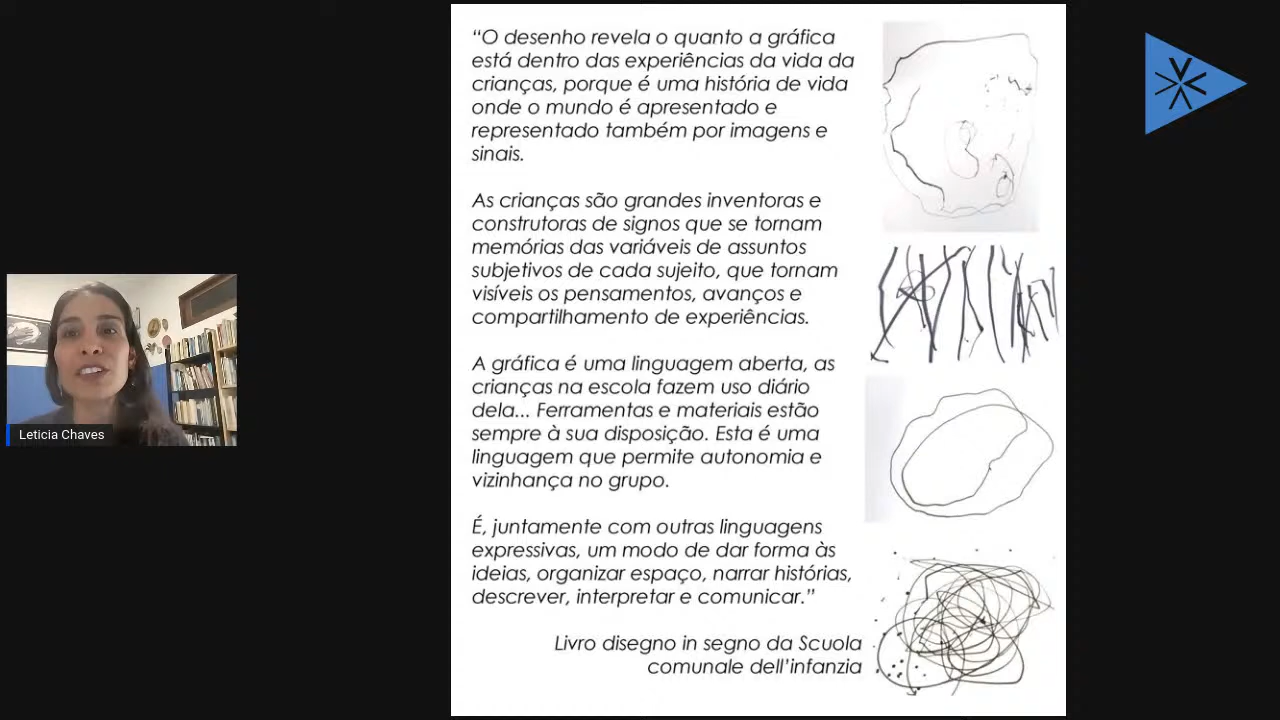 “O desenho revela o quanto a gráfica
está dentro das experiências da vida da
crianças, porque é uma história de vida
onde o mundo é apresentado e
representado também por imagens e
sinais.
As crianças são grandes inventoras e
construtoras de signos que se tornam
memórias das variáveis de assuntos
subjetivos de cada sujeito, que tornam
visíveis os pensamentos, avanços e
compartilhamento de experiências.
A gráfica é uma linguagem aberta, as
crianças na escola fazem uso diário
dela... Ferramentas e materiais estão
sempre à sua disposição. Esta é uma
linguagem que permite autonomia e
vizinhança no grupo.
É, juntamente com outras linguagens
expressivas, um modo de dar forma às
ideias, organizar espaço, narrar histórias,
descrever, interpretar e comunicar.”
Livro disegno in segno da Scuola
comunale dell’infanzia
Leticia Chaves